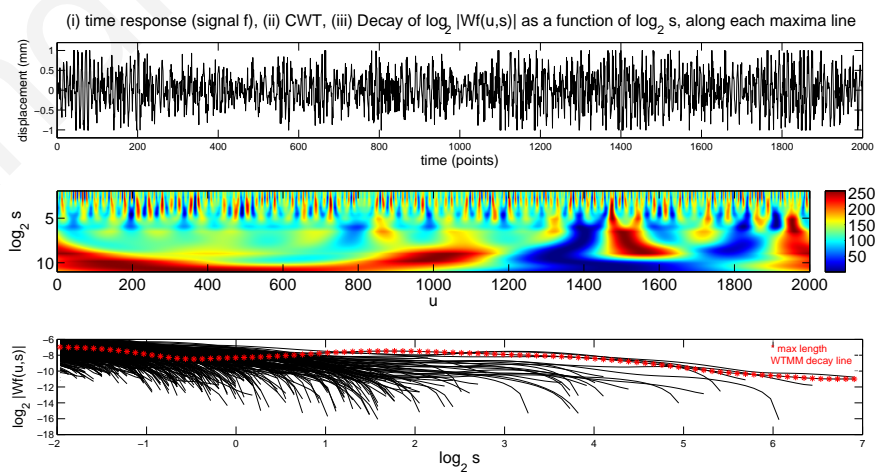 (i) time response (signal f), (ii) CWT, (iii) Decay of log2 |Wf(u,s)| as a function of log2 s, along each maxima line
displacement (mm)
1
0.5
0
−0.5
−1
0 200 400 600 800 1000 1200 1400 1600 1800 2000
time (points)
log2 s
5
10
0 200 400 600 800 1000 1200 1400 1600 1800 2000
u
250
200
150
100
50
log2 |Wf(u,s)|
−6
−8
−10
−12
−14
−16
−18
max length
WTMM decay line
−2 −1 0 1 2 3 4 5 6 7
log2 s